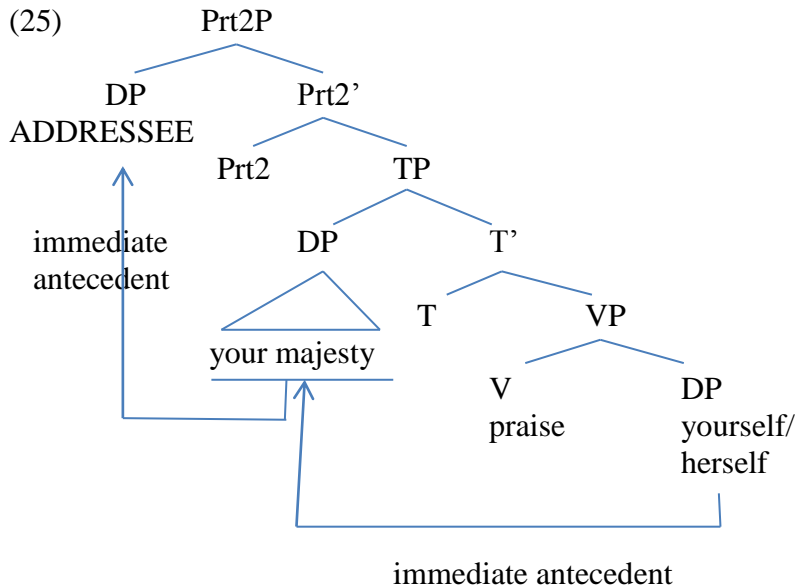 (25) Prt2P
DP Prt2’
ADDRESSEE
Prt2 TP
immediate DP T’
antecedent
T VP
your majesty
V DP
praise yourself/
herself
immediate antecedent